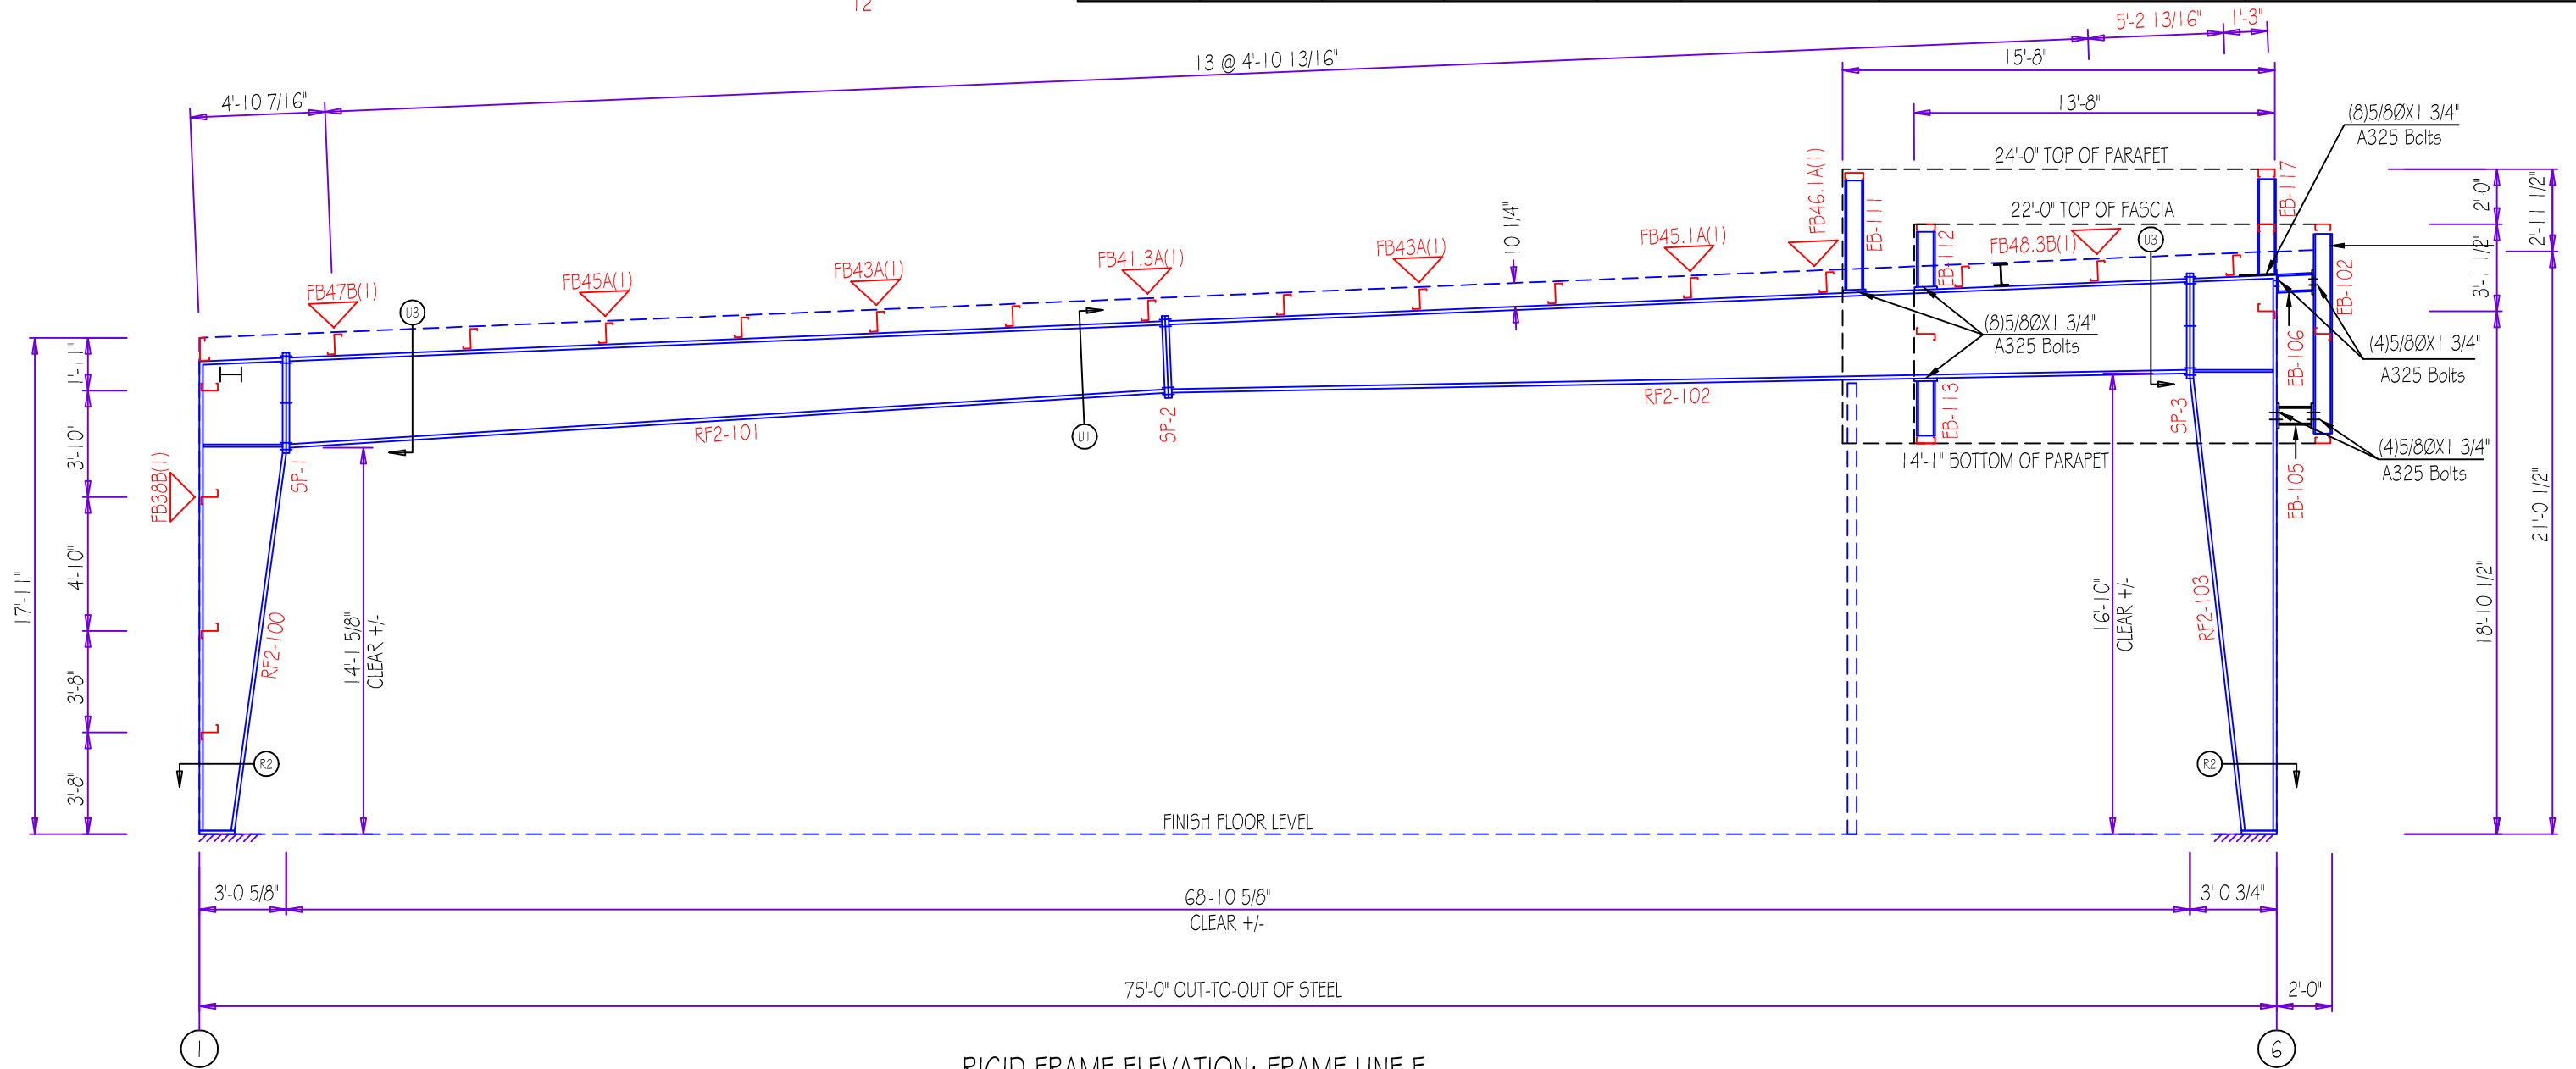 12
5'-2 13/16"
1'-3"
13 @ 4'-10 13/16"
15'-8"
4'-10 7/16"
13'-8"
(8)5/8ØX1 3/4"
A325 Bolts
24'-0" TOP OF PARAPET
22'-0" TOP OF FASCIA
FB47B(1)
FB45A(1)
FB43A(1)
FB41.3A(1)
FB43A(1)
FB45.1A(1)
FB46.1A(1)
FB48.3B(1)
10 1/4"
EB-111
EB-112
EB-117
EB-102
EB-106
EB-113
EB-105
U3
U3
U1
2'-0"
2'-11 1/2"
3'-11 1/2"
(8)5/8ØX1 3/4"
A325 Bolts
(4)5/8ØX1 3/4"
A325 Bolts
(4)5/8ØX1 3/4"
A325 Bolts
14'-1" BOTTOM OF PARAPET
1'-11"
3'-10"
4'-10"
3'-8"
3'-8"
17'-11"
FB38B(1)
SP-1
SP-2
SP-3
RF2-100
RF2-101
RF2-102
RF2-103
14'-1 5/8"
CLEAR +/-
16'-10"
CLEAR +/-
18'-10 1/2"
21'-0 1/2"
R2
R2
FINISH FLOOR LEVEL
3'-0 5/8"
68'-10 5/8"
CLEAR +/-
3'-0 3/4"
75'-0" OUT-TO-OUT OF STEEL
2'-0"
1
6
RIGID FRAME ELEVATION: FRAME LINE E